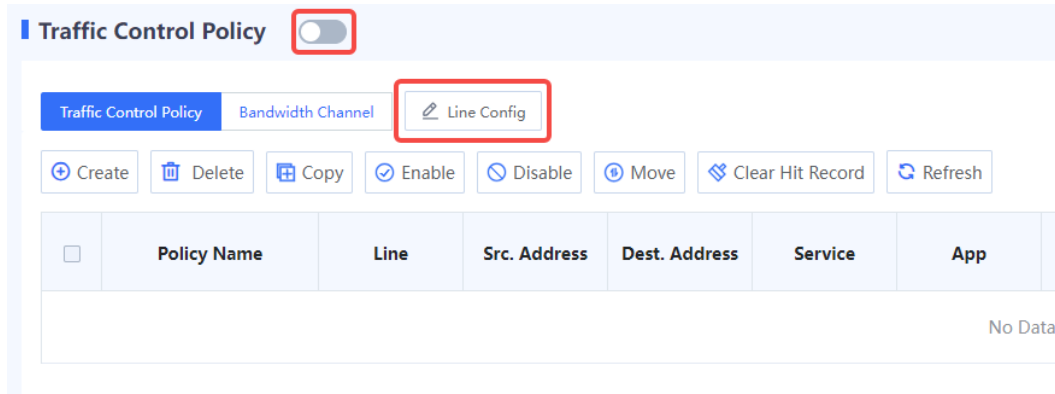 Traffic Control Policy
Traffic Control Policy Bandwidth Channel Line Config
Create Delete Copy Enable Disable Move Clear Hit Record Refresh
Policy Name Line Src. Address Dest. Address Service App
No Data